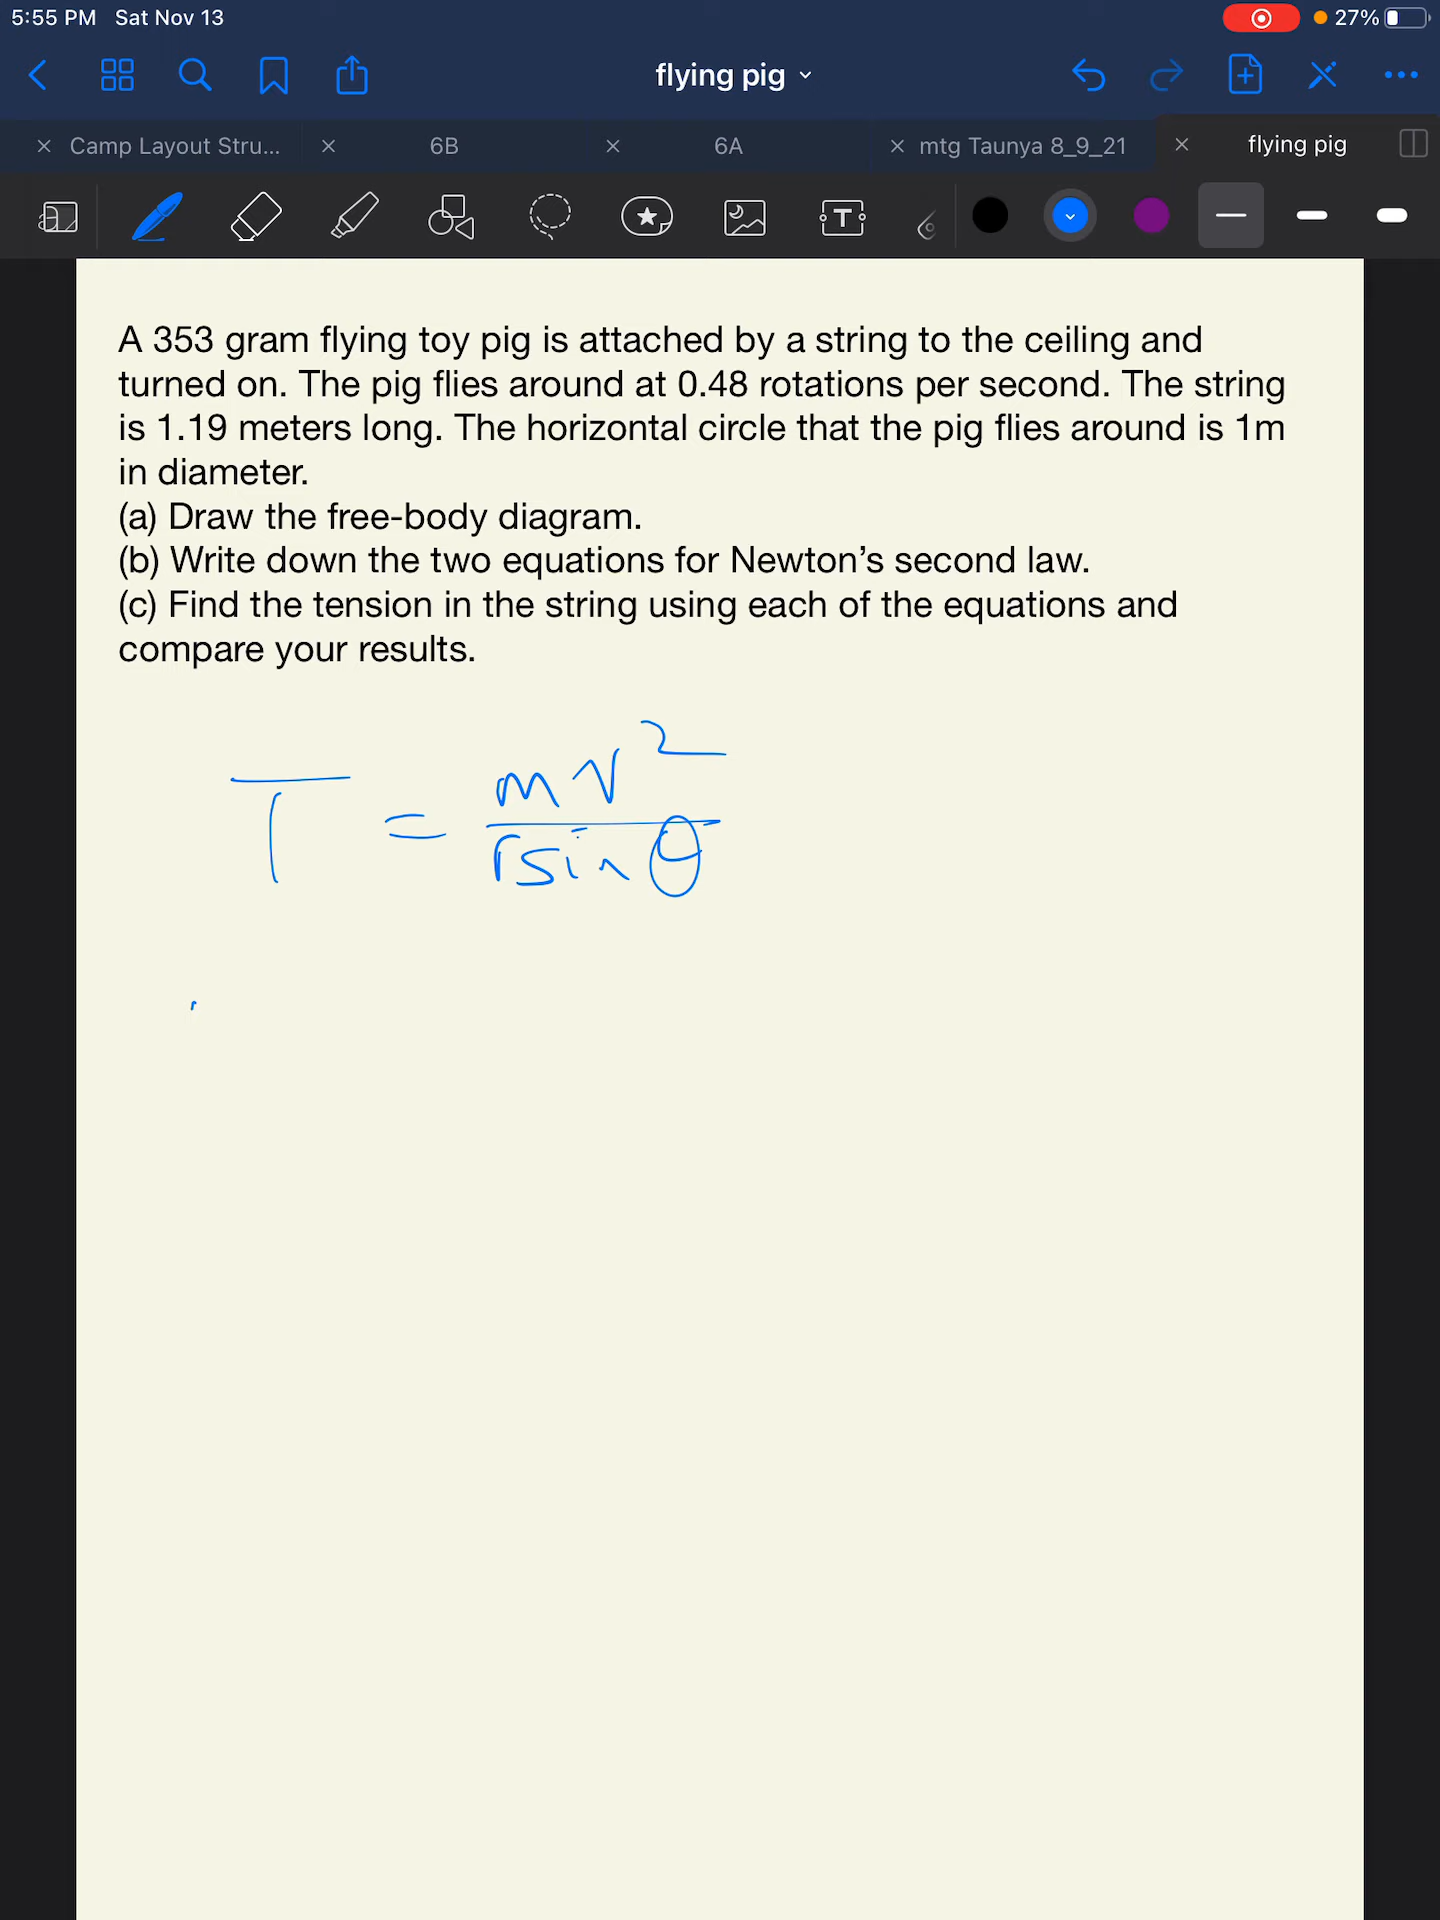 5:55 PM Sat Nov 13 27%
flying pig
Camp Layout Stru... 6B 6A mtg Taunya 8_9_21 flying pig
A 353 gram flying toy pig is attached by a string to the ceiling and
turned on. The pig flies around at 0.48 rotations per second. The string
is 1.19 meters long. The horizontal circle that the pig flies around is 1m
in diameter.
(a) Draw the free-body diagram.
(b) Write down the two equations for Newton’s second law.
(c) Find the tension in the string using each of the equations and
compare your results.
T = mv²/rsinθ